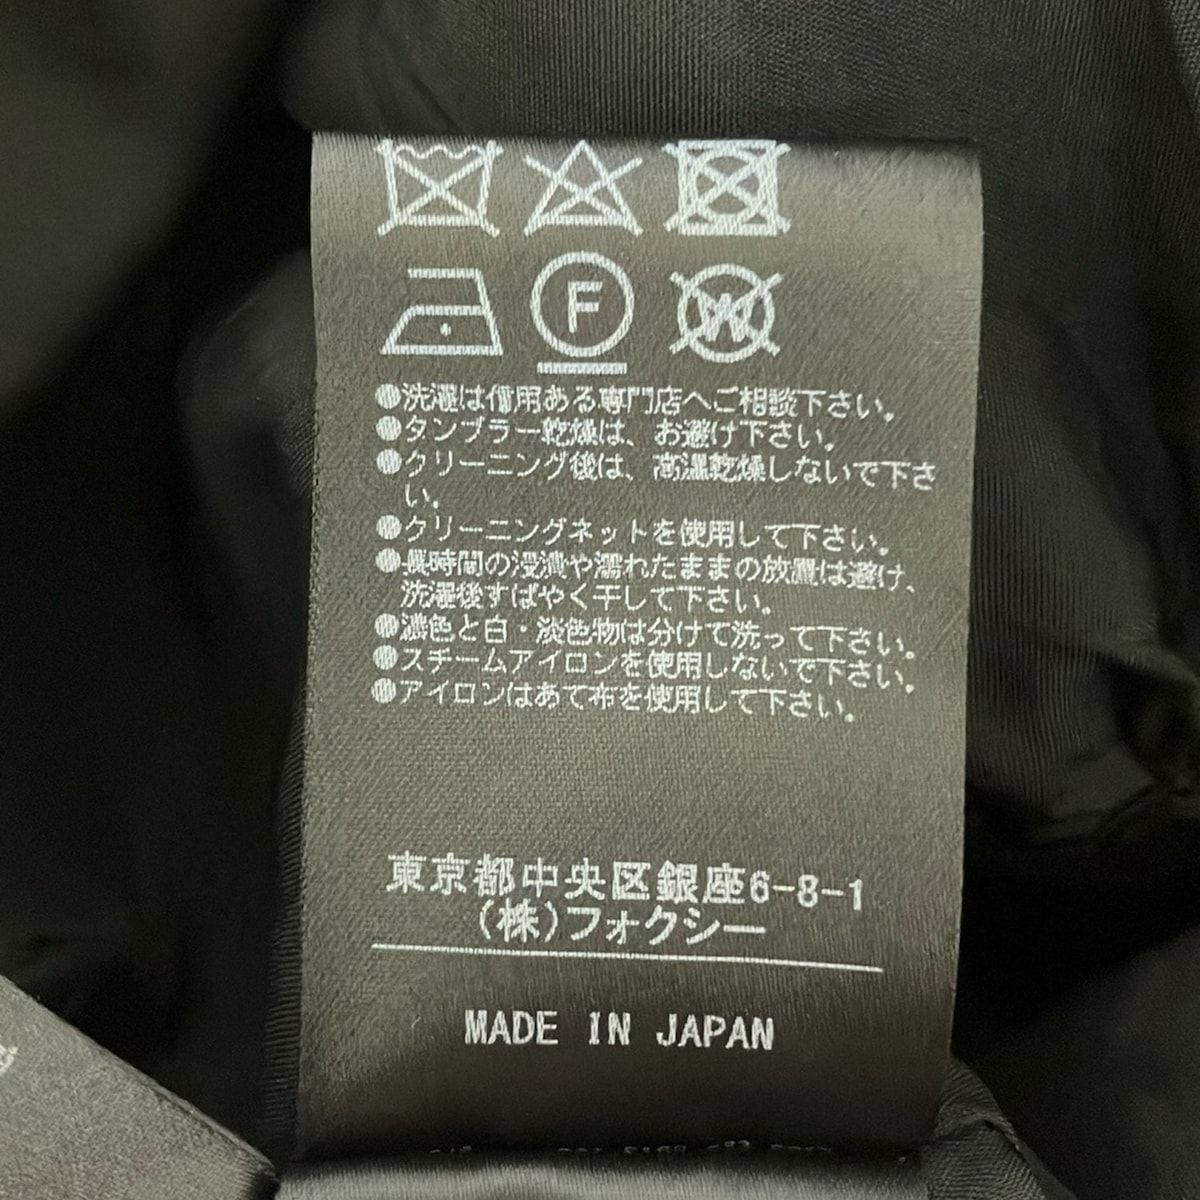 F
W
●洗濯は信用ある専門店へご相談下さい。
●タンブラー乾燥は、お避け下さい。
●クリーニング後は、高温乾燥しないで下さ
い。
●クリーニングネットを使用して下さい。
●長時間の浸漬や濡れたままの放置は避け、
洗濯後すばやく干して下さい。
●濃色と白・淡色物は分けて洗って下さい。
●スチームアイロンを使用しないで下さい。
●アイロンはあて布を使用して下さい。
東京都中央区銀座6-8-1
(株)フォクシー
MADE IN JAPAN